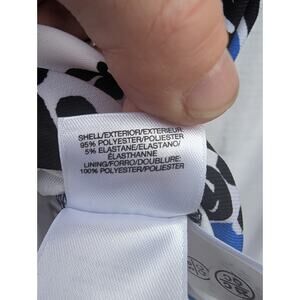 SHELL/EXTERIOR/EXTERIEUR:
95% POLYESTER/POLIESTER
5% ELASTANE/ELASTANO/
ÉLASTHANNE
LINING/FORRO/DOUBLURE:
100% POLYESTER/POLIESTER